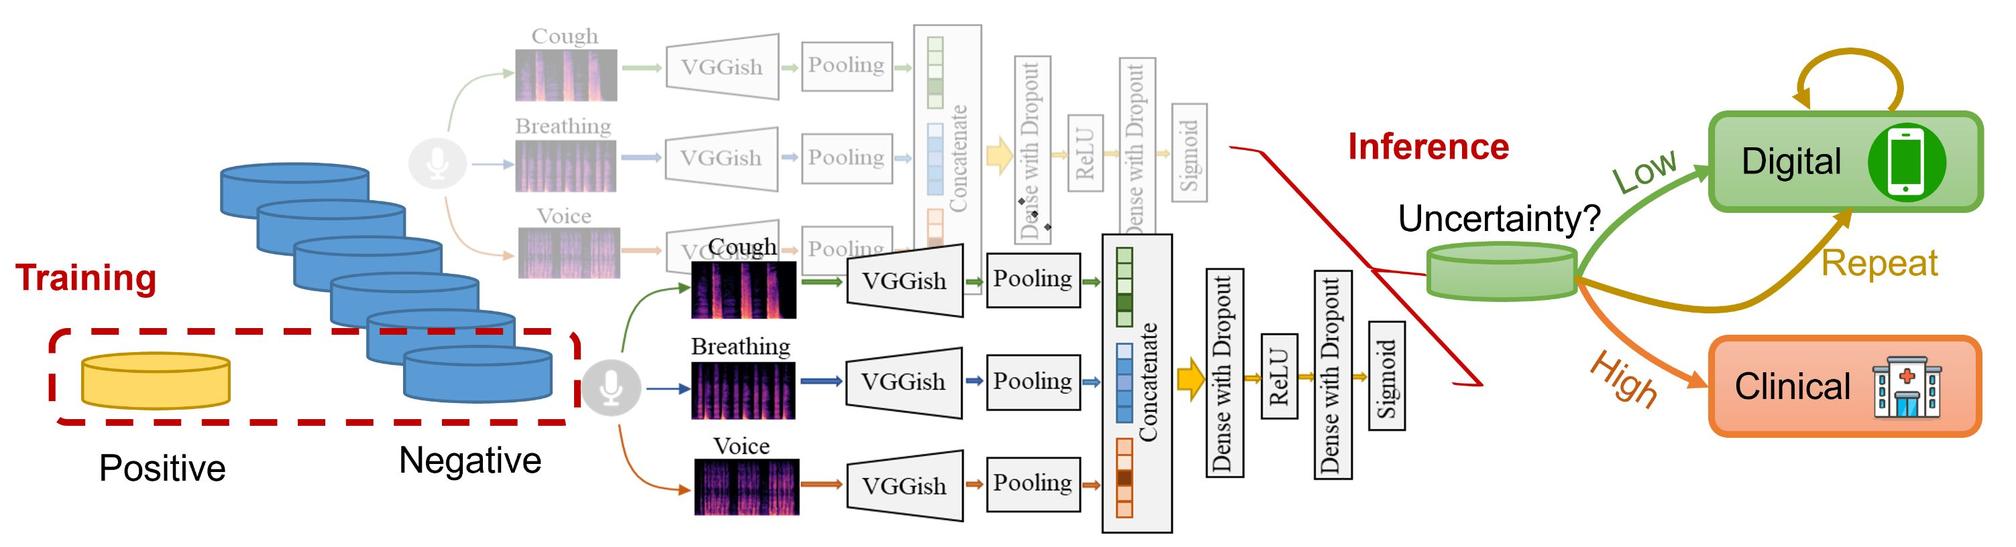 Training
Positive
Negative
Cough
VGGish
Pooling
Breathing
VGGish
Pooling
Voice
VGGish
Pooling
Concatenate
Dense with Dropout
ReLU
Dense with Dropout
Sigmoid
Cough
VGGish
Pooling
Breathing
VGGish
Pooling
Voice
VGGish
Pooling
Concatenate
Dense with Dropout
ReLU
Dense with Dropout
Sigmoid
Inference
Uncertainty?
Low
Repeat
High
Digital
Clinical